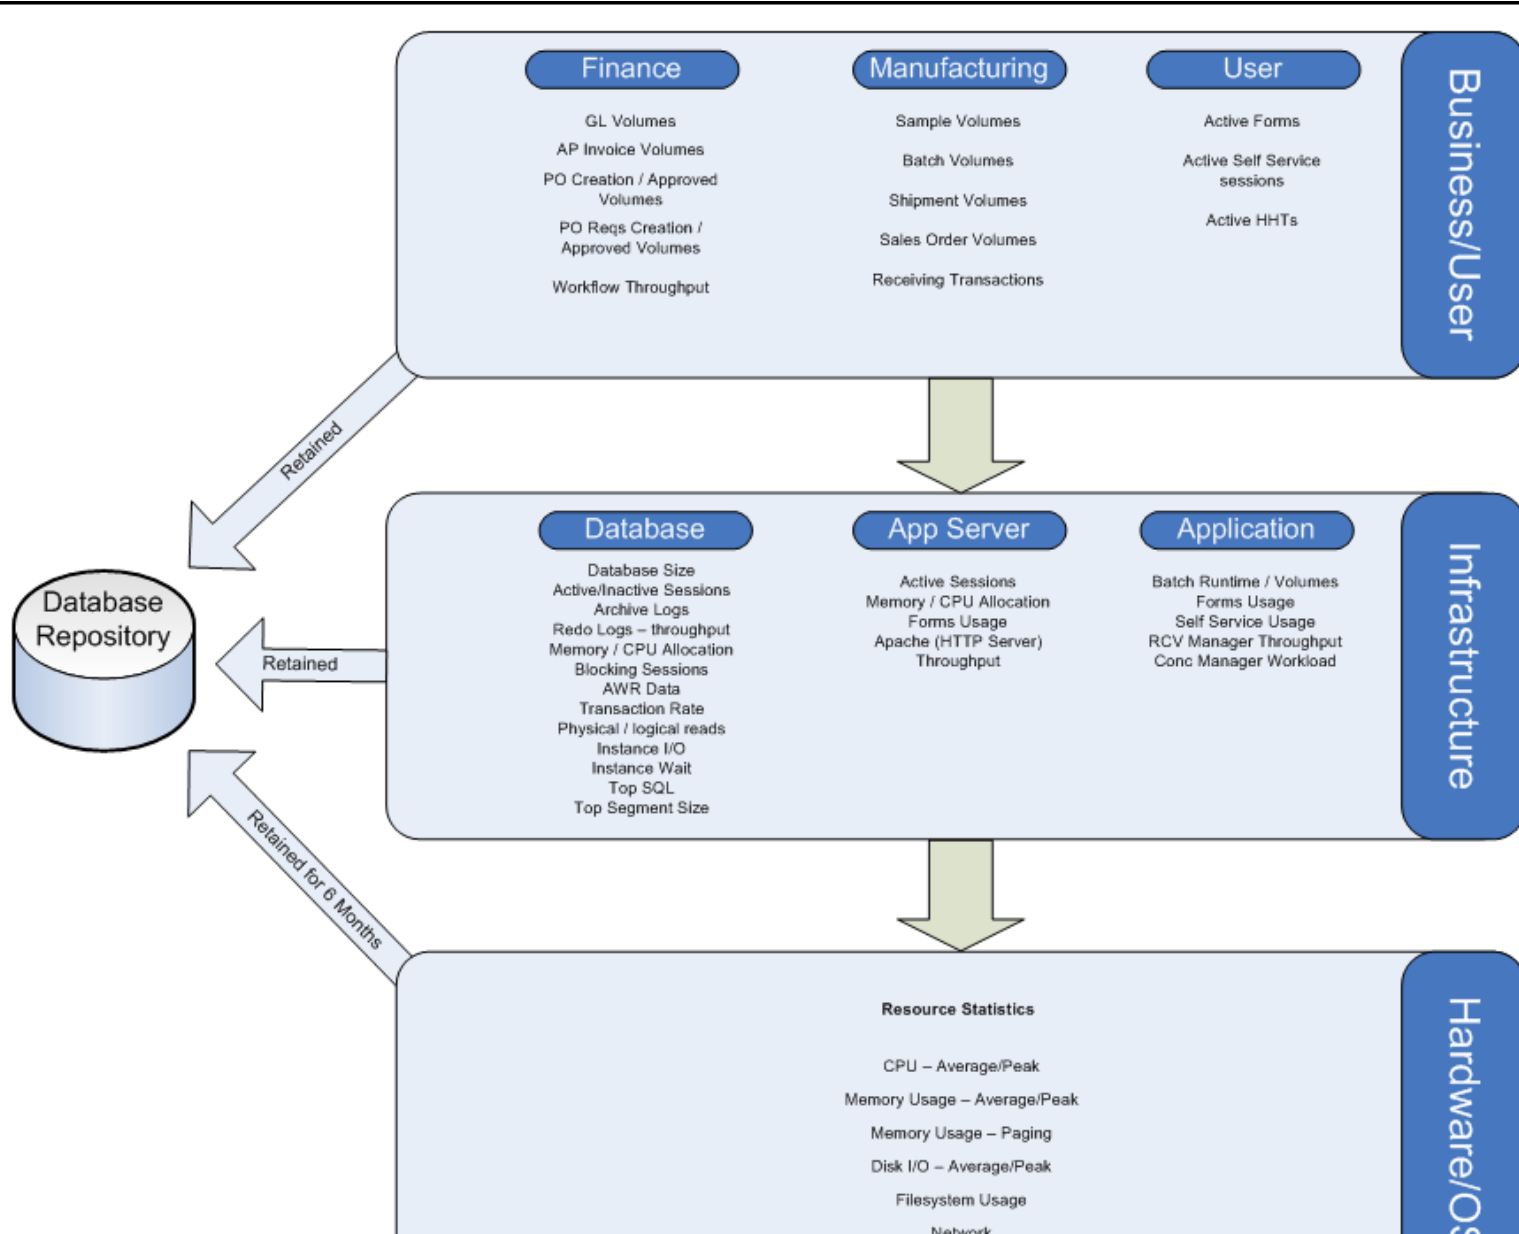 Finance
GL Volumes
AP Invoice Volumes
PO Creation / Approved
Volumes
PO Reqs Creation /
Approved Volumes
Workflow Throughput
Manufacturing
Sample Volumes
Batch Volumes
Shipment Volumes
Sales Order Volumes
Receiving Transactions
User
Active Forms
Active Self Service
sessions
Active HHTs
Business/User
Retained
Database
Repository
Retained
Retained for 6 Months
Database
Database Size
Active/Inactive Sessions
Archive Logs
Redo Logs – throughput
Memory / CPU Allocation
Blocking Sessions
AWR Data
Transaction Rate
Physical / logical reads
Instance I/O
Instance Wait
Top SQL
Top Segment Size
App Server
Active Sessions
Memory / CPU Allocation
Forms Usage
Apache (HTTP Server)
Throughput
Application
Batch Runtime / Volumes
Forms Usage
Self Service Usage
RCV Manager Throughput
Conc Manager Workload
Infrastructure
Resource Statistics
CPU – Average/Peak
Memory Usage – Average/Peak
Memory Usage – Paging
Disk I/O – Average/Peak
Filesystem Usage
Network
Hardware/OS